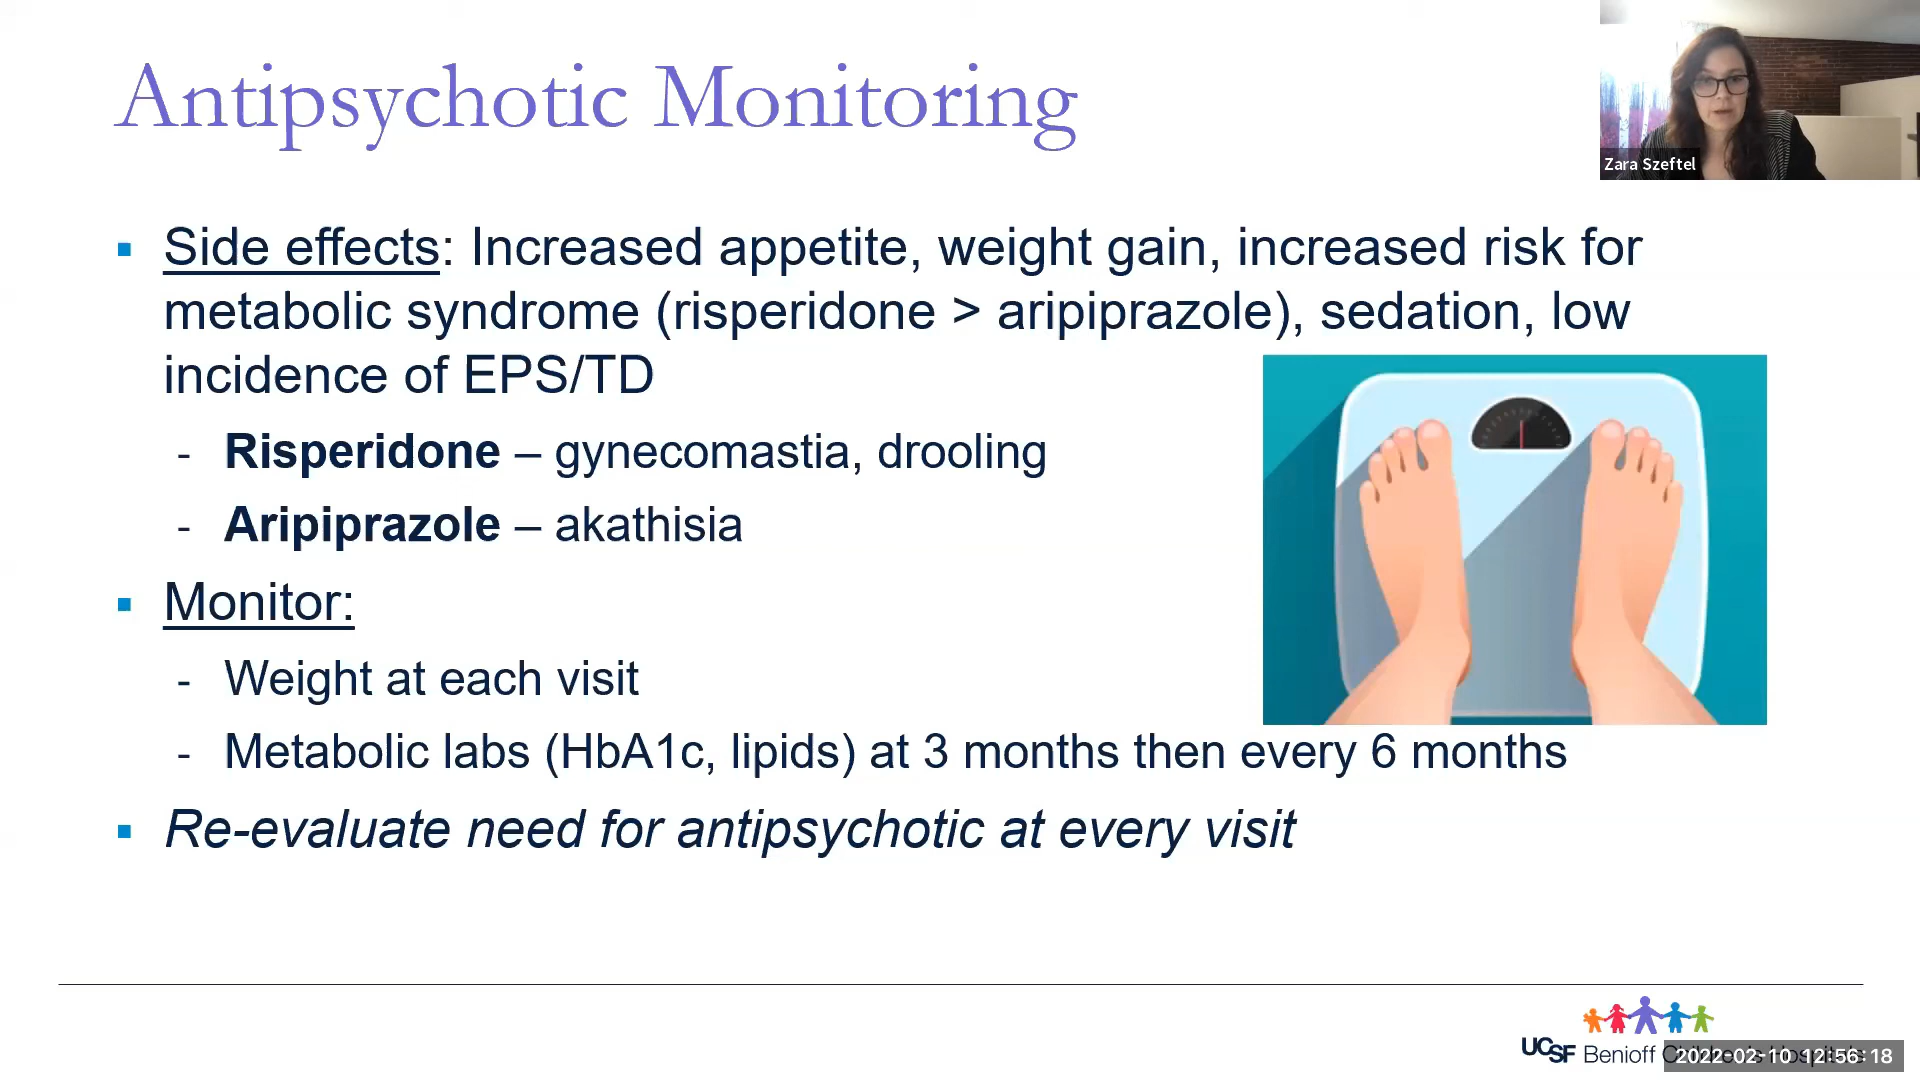 Antipsychotic Monitoring
Zara Szeftel
▪ Side effects: Increased appetite, weight gain, increased risk for
metabolic syndrome (risperidone > aripiprazole), sedation, low
incidence of EPS/TD
- Risperidone – gynecomastia, drooling
- Aripiprazole – akathisia
▪ Monitor:
- Weight at each visit
- Metabolic labs (HbA1c, lipids) at 3 months then every 6 months
▪ Re-evaluate need for antipsychotic at every visit
UCSF Benioff Children's Hospitals
2022-02-10 12:56:18